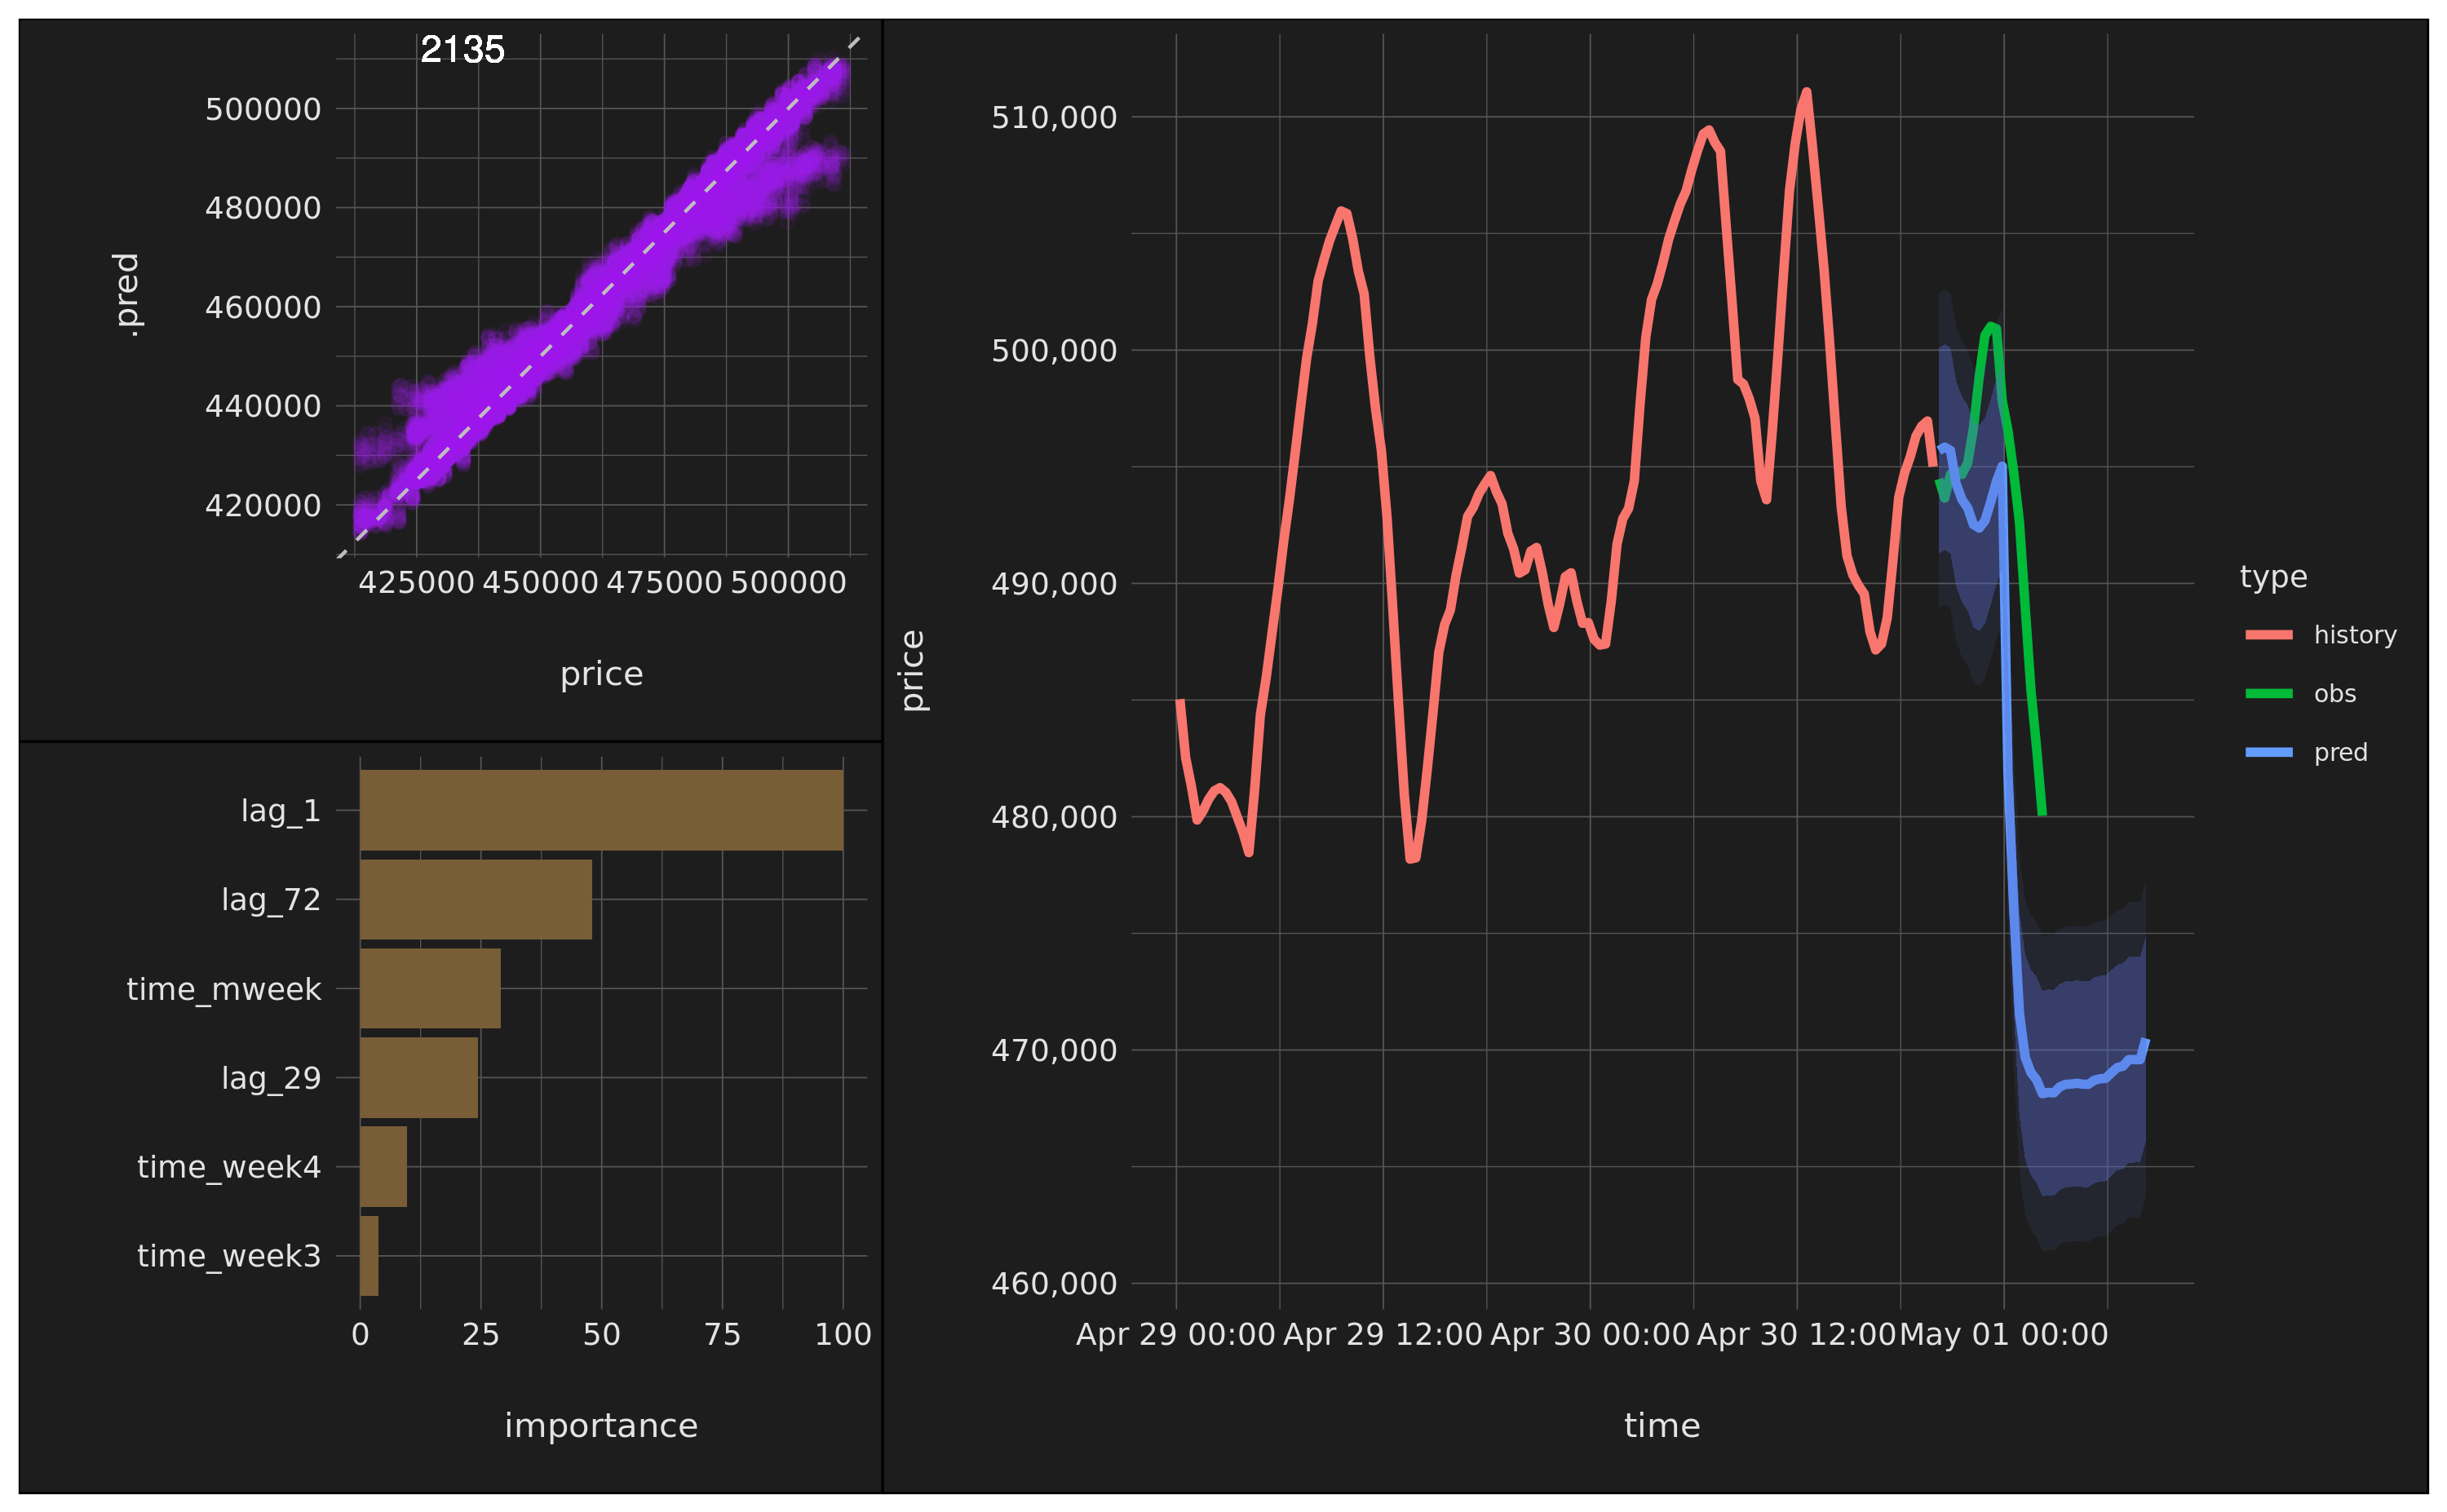 2135
500000
480000
460000
440000
420000
.pred
425000 450000 475000 500000
price
lag_1
lag_72
time_mweek
lag_29
time_week4
time_week3
0 25 50 75 100
importance
510,000
500,000
490,000
480,000
470,000
460,000
price
Apr 29 00:00 Apr 29 12:00 Apr 30 00:00 Apr 30 12:00 May 01 00:00
time
type
history
obs
pred